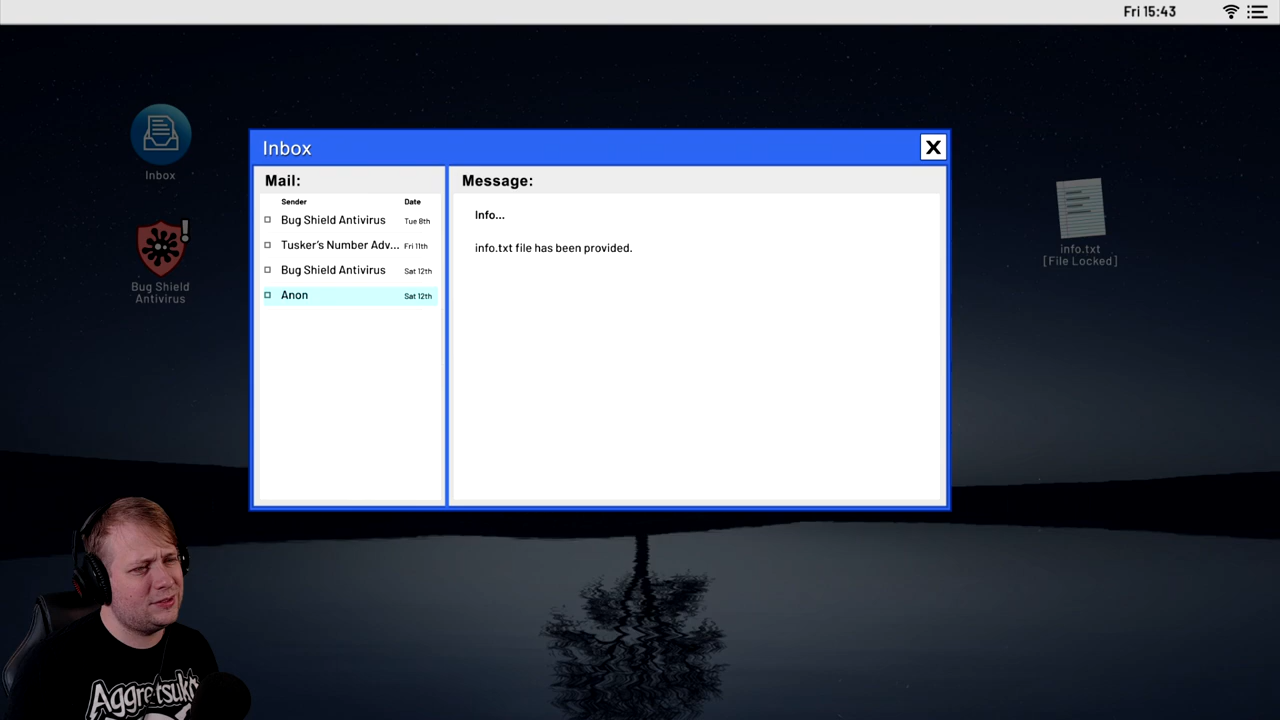 Fri 15:43
Inbox
Bug Shield
Antivirus
Inbox
X
Mail:
Sender Date
Bug Shield Antivirus Tue 8th
Tusker's Number Adv... Fri 11th
Bug Shield Antivirus Sat 12th
Anon Sat 12th
Message:
Info...
info.txt file has been provided.
info.txt
[File Locked]